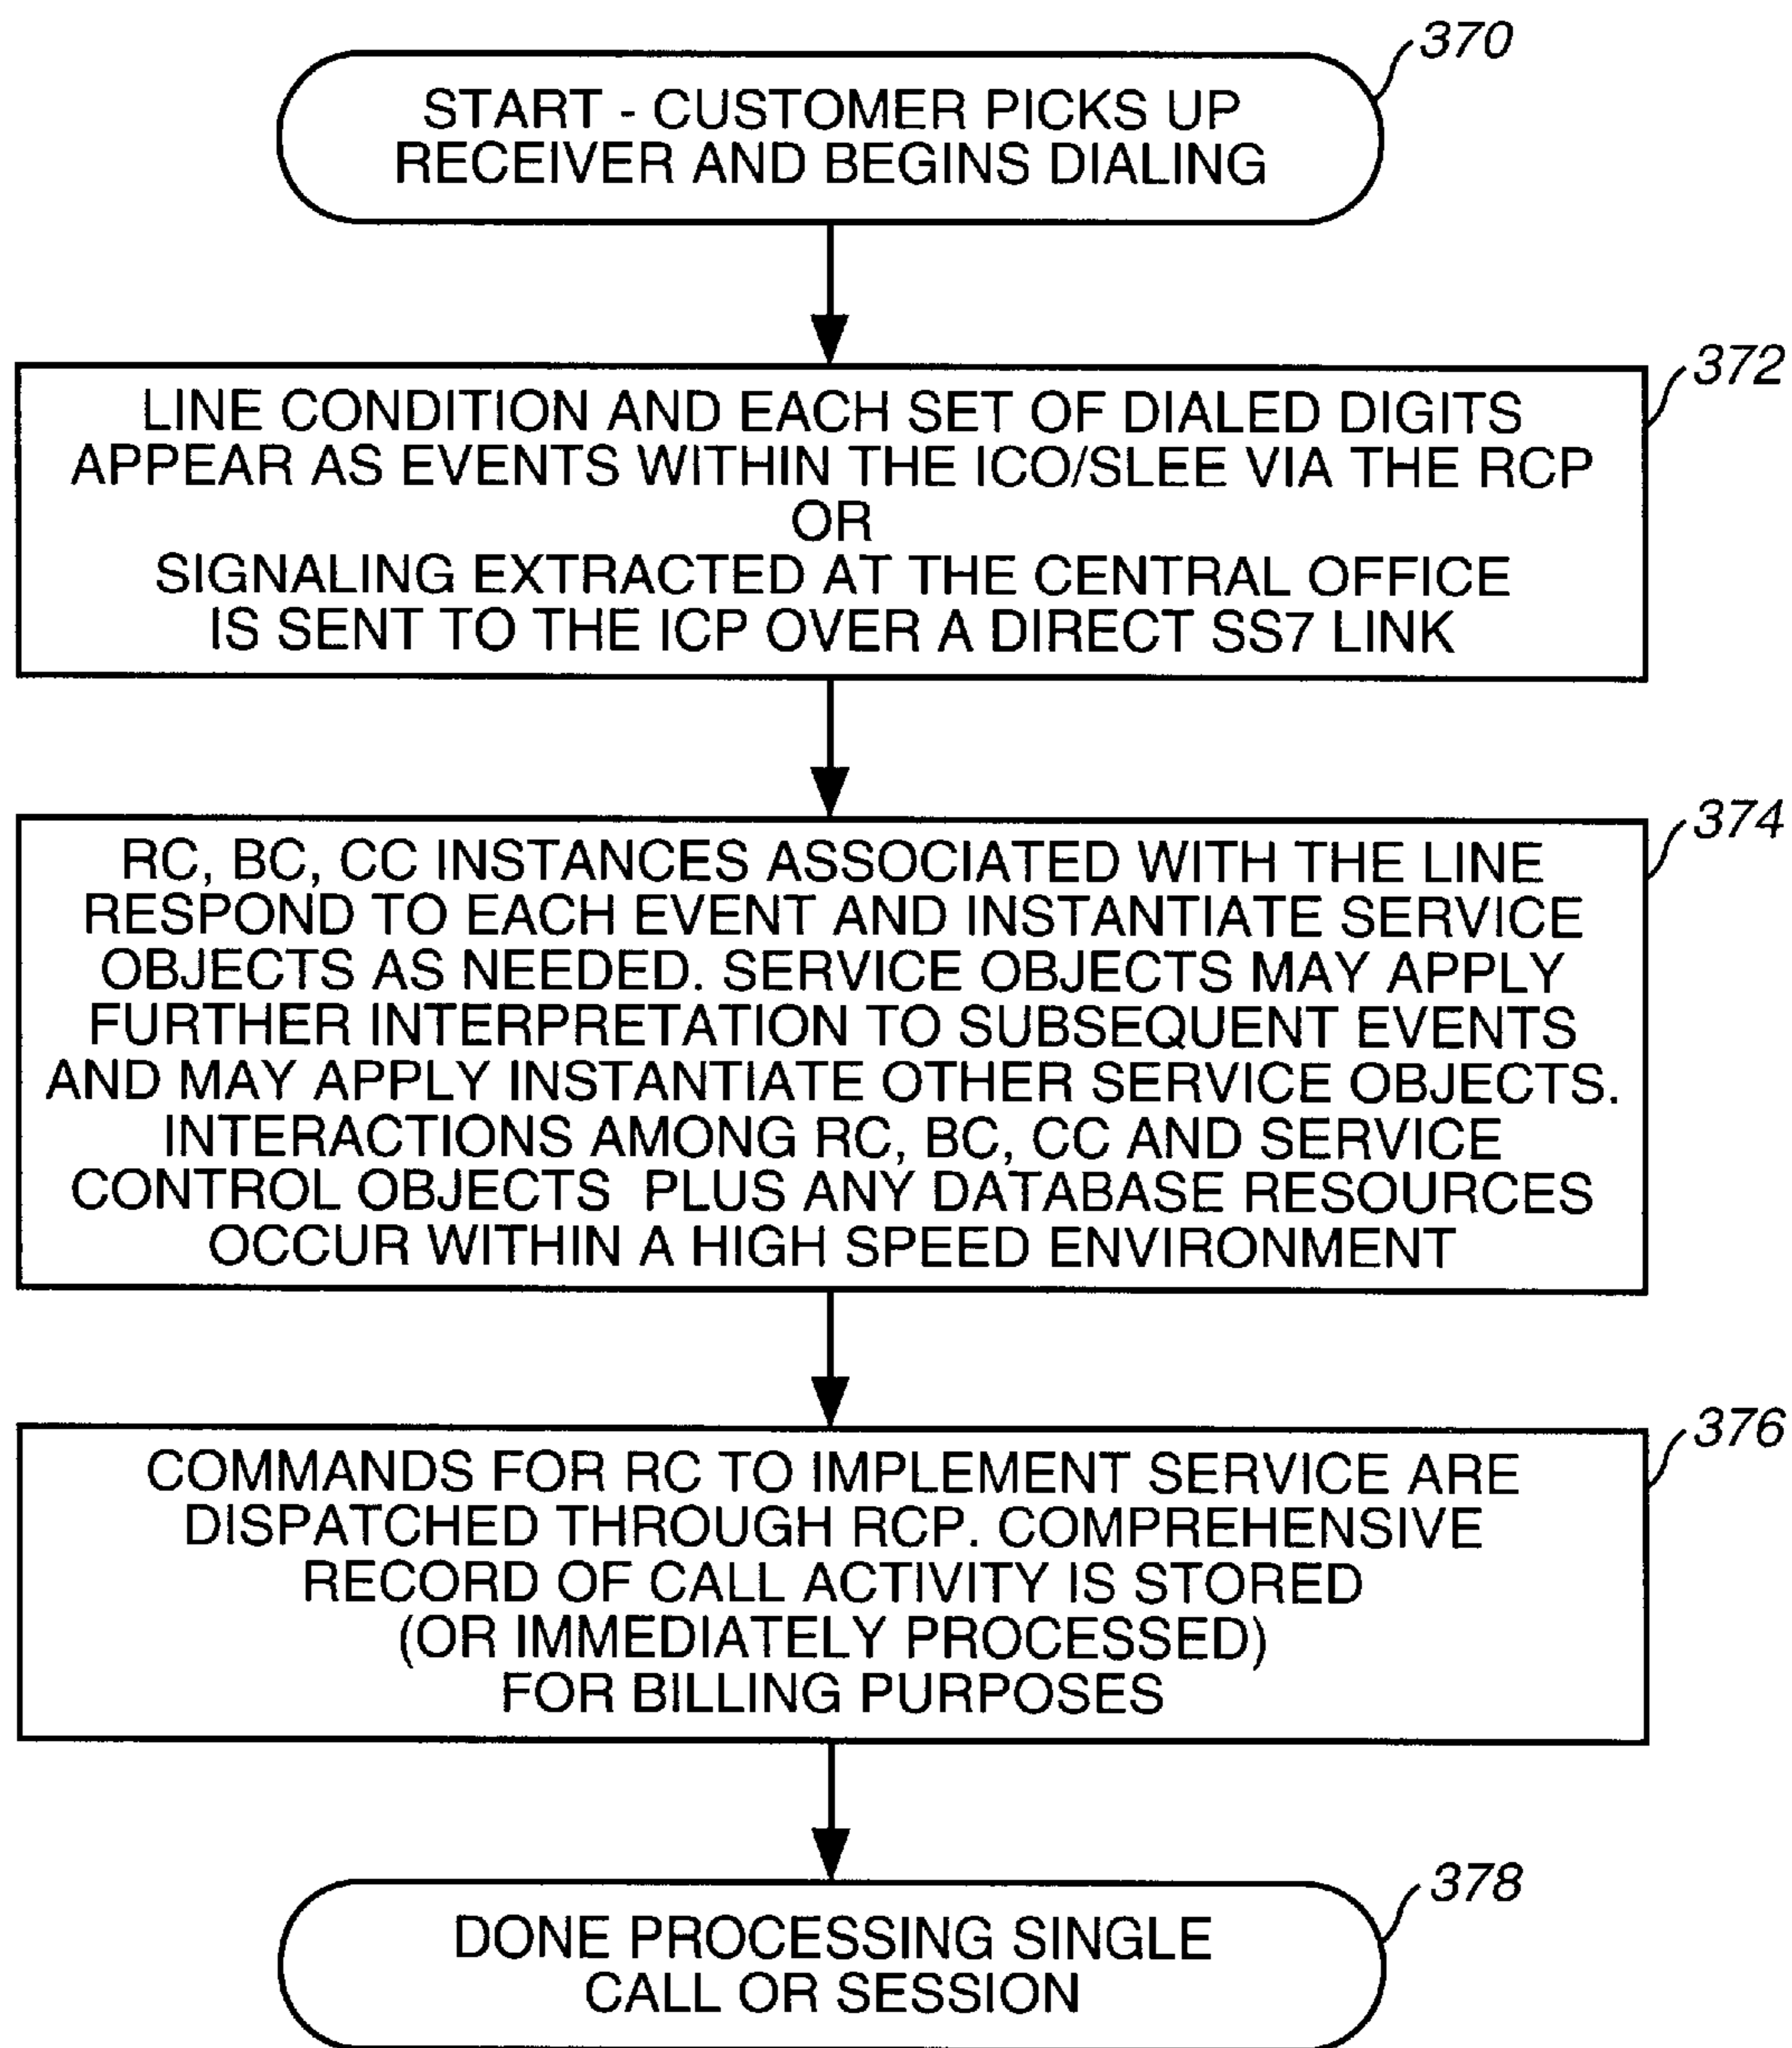 370
START - CUSTOMER PICKS UP
RECEIVER AND BEGINS DIALING
372
LINE CONDITION AND EACH SET OF DIALED DIGITS
APPEAR AS EVENTS WITHIN THE ICO/SLEE VIA THE RCP
OR
SIGNALING EXTRACTED AT THE CENTRAL OFFICE
IS SENT TO THE ICP OVER A DIRECT SS7 LINK
374
RC, BC, CC INSTANCES ASSOCIATED WITH THE LINE
RESPOND TO EACH EVENT AND INSTANTIATE SERVICE
OBJECTS AS NEEDED. SERVICE OBJECTS MAY APPLY
FURTHER INTERPRETATION TO SUBSEQUENT EVENTS
AND MAY APPLY INSTANTIATE OTHER SERVICE OBJECTS.
INTERACTIONS AMONG RC, BC, CC AND SERVICE
CONTROL OBJECTS PLUS ANY DATABASE RESOURCES
OCCUR WITHIN A HIGH SPEED ENVIRONMENT
376
COMMANDS FOR RC TO IMPLEMENT SERVICE ARE
DISPATCHED THROUGH RCP. COMPREHENSIVE
RECORD OF CALL ACTIVITY IS STORED
(OR IMMEDIATELY PROCESSED)
FOR BILLING PURPOSES
378
DONE PROCESSING SINGLE
CALL OR SESSION